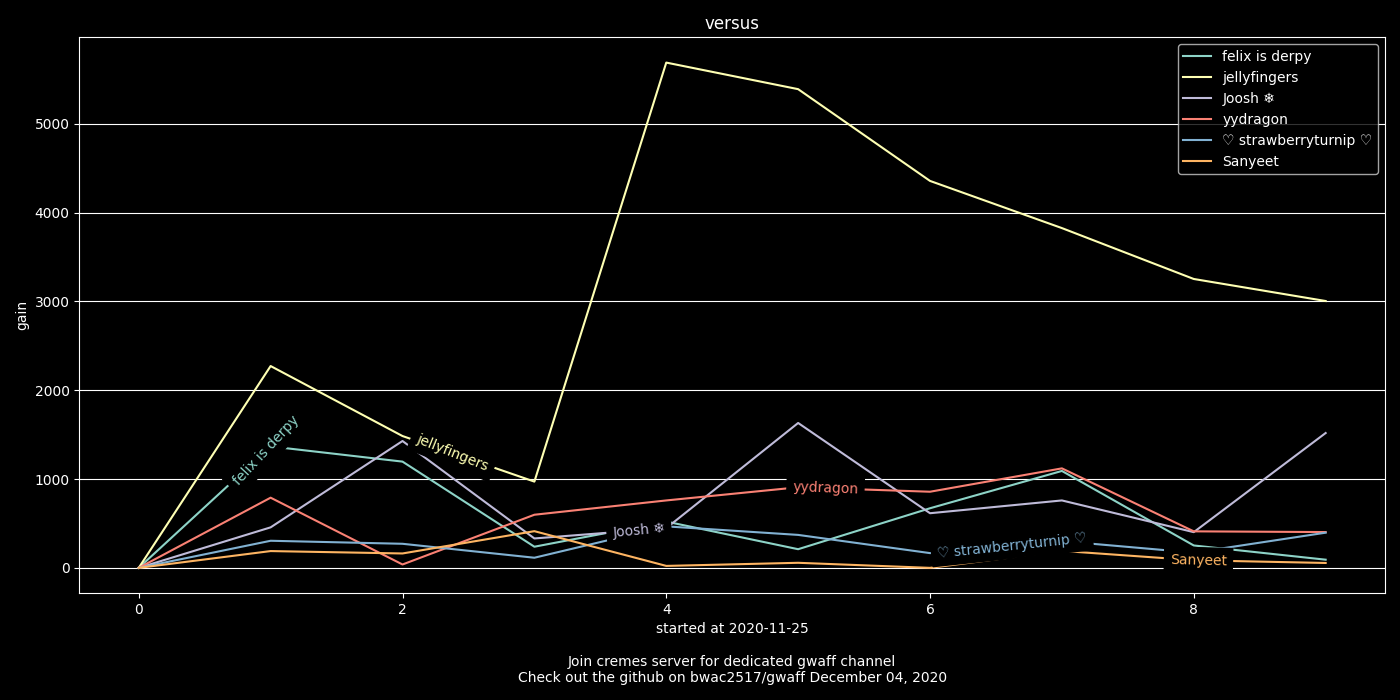 versus
felix is derpy
jellyfingers
Joosh ❄
yydragon
♡ strawberryturnip ♡
Sanyeet
5000
4000
3000
2000
1000
0
gain
felix is derpy
jellyfingers
Joosh ❄
yydragon
♡ strawberryturnip ♡
Sanyeet
0 2 4 6 8
started at 2020-11-25
Join cremes server for dedicated gwaff channel
Check out the github on bwac2517/gwaff December 04, 2020